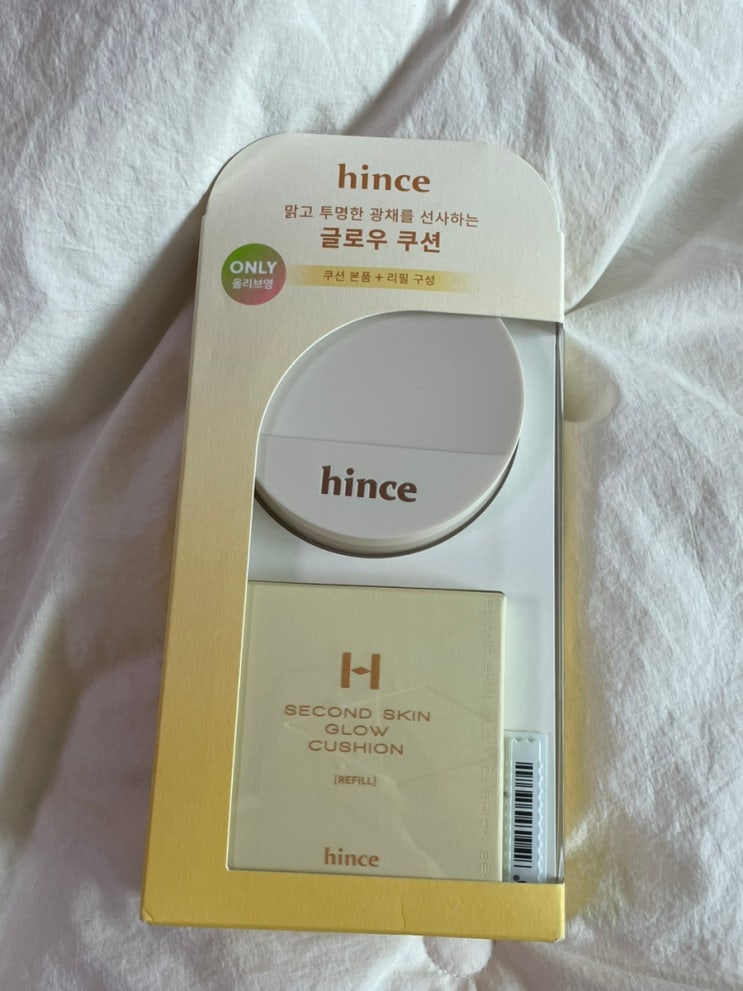 hince
맑고 투명한 광채를 선사하는
글로우 쿠션
ONLY
올리브영
쿠션 본품 + 리필 구성
hince
H
SECOND SKIN
GLOW
CUSHION
[REFILL]
hince